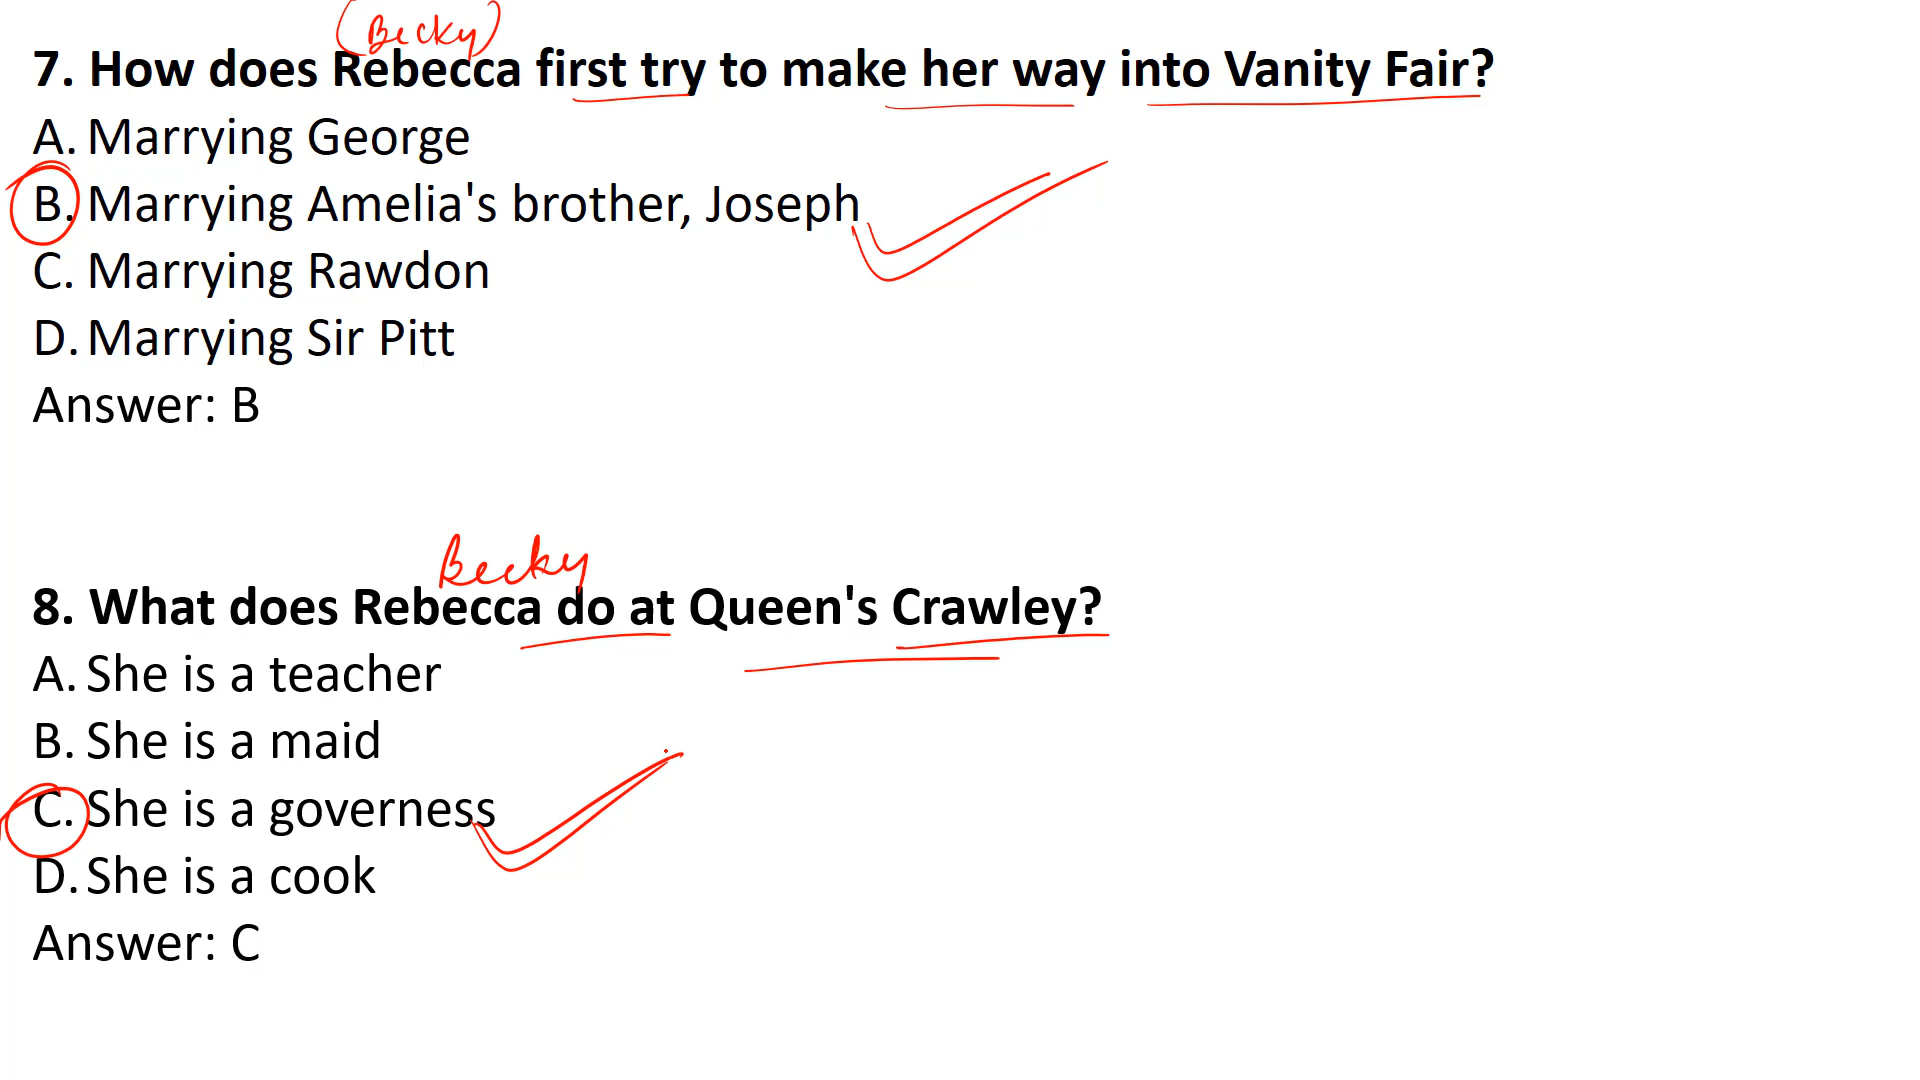 (Becky)
7. How does Rebecca first try to make her way into Vanity Fair?
A. Marrying George
B. Marrying Amelia's brother, Joseph
C. Marrying Rawdon
D. Marrying Sir Pitt
Answer: B
Becky
8. What does Rebecca do at Queen's Crawley?
A. She is a teacher
B. She is a maid
C. She is a governess
D. She is a cook
Answer: C